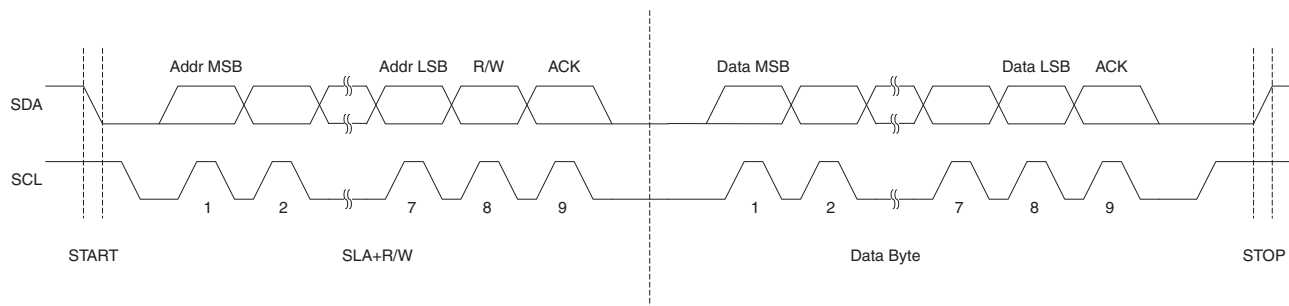 Addr MSB Addr LSB R/W ACK Data MSB Data LSB ACK
SDA
SCL
1 2 7 8 9 1 2 7 8 9
START SLA+R/W Data Byte STOP